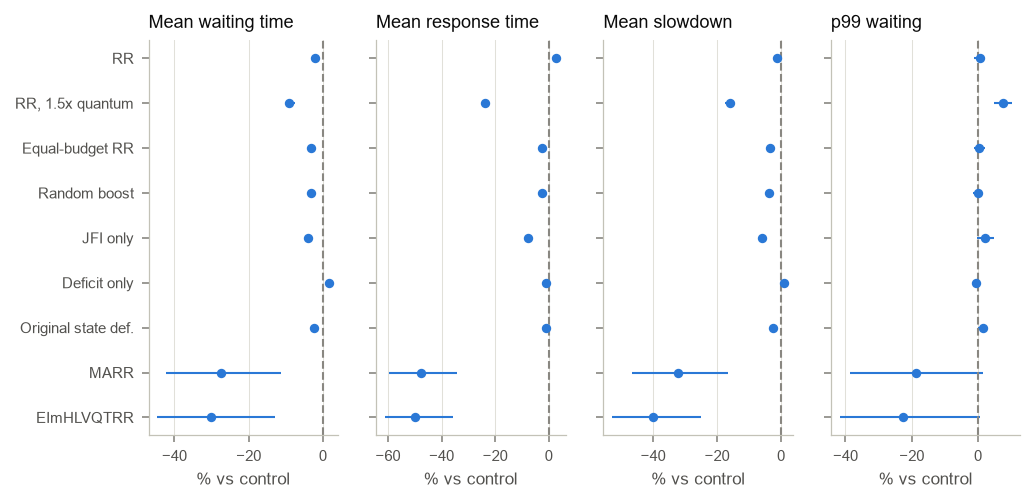 Mean waiting time
Mean response time
Mean slowdown
p99 waiting
RR
RR, 1.5x quantum
Equal-budget RR
Random boost
JFI only
Deficit only
Original state def.
MARR
EImHLVQTRR
−40 −20 0
−60 −40 −20 0
−40 −20 0
−40 −20 0
% vs control
% vs control
% vs control
% vs control